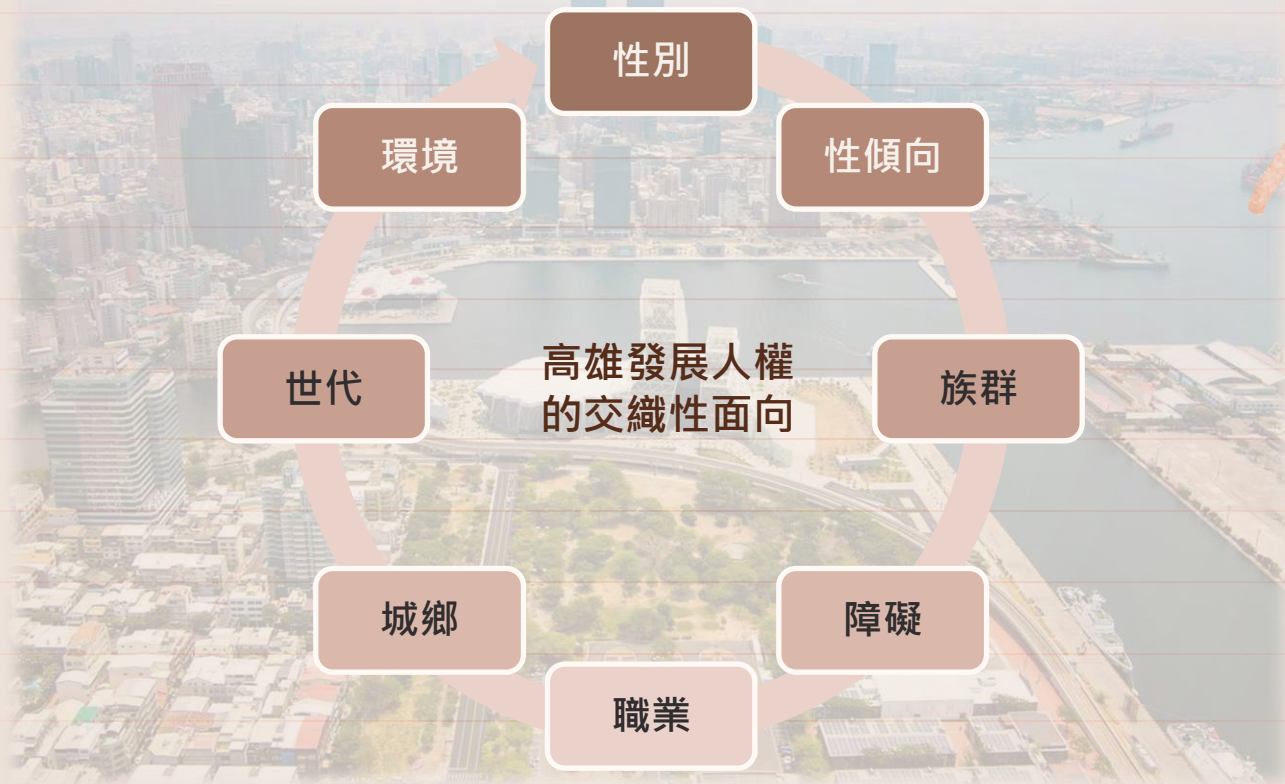 性別
性傾向
族群
障礙
職業
城鄉
世代
環境
高雄發展人權
的交織性面向